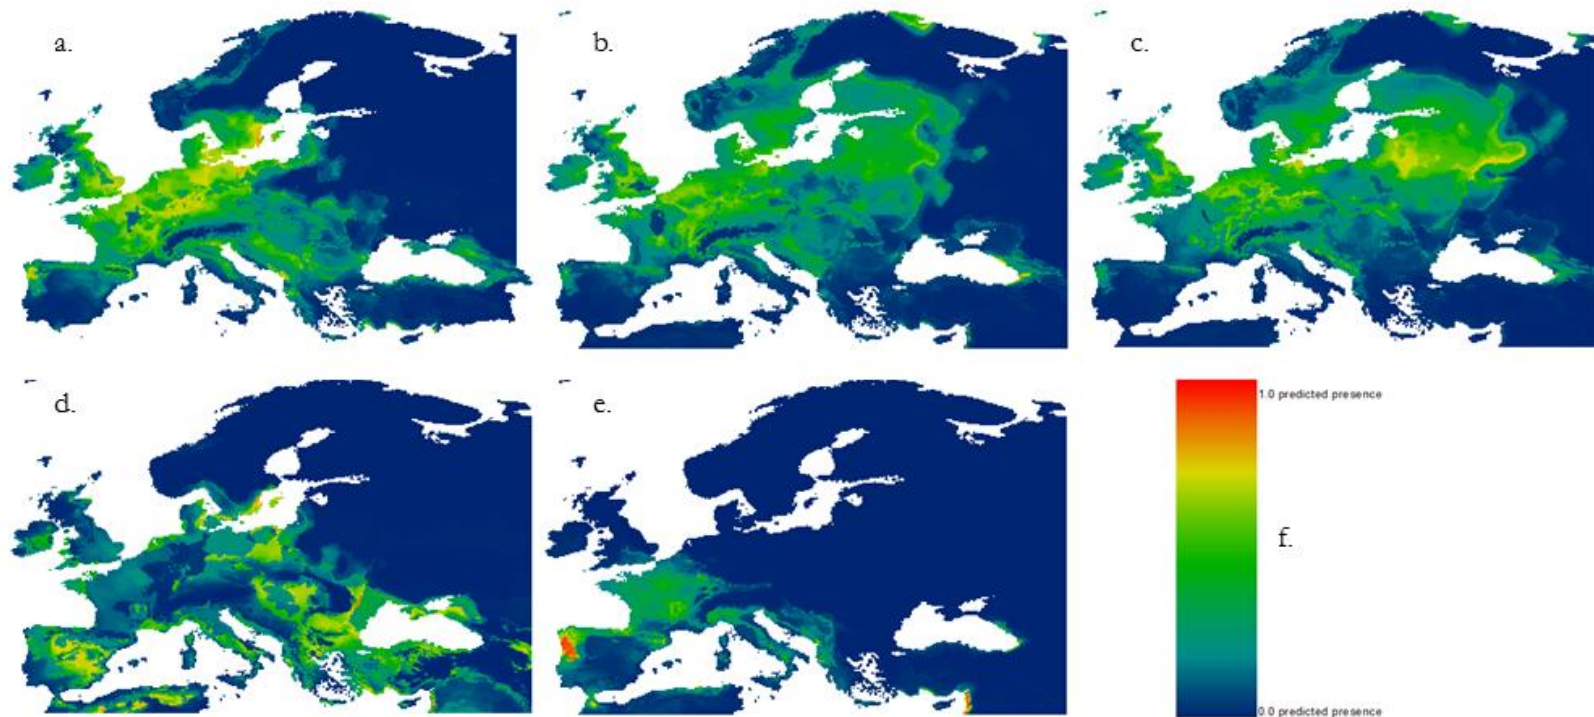 a.
b.
c.
d.
e.
1.0 predicted presence
f.
0.0 predicted presence